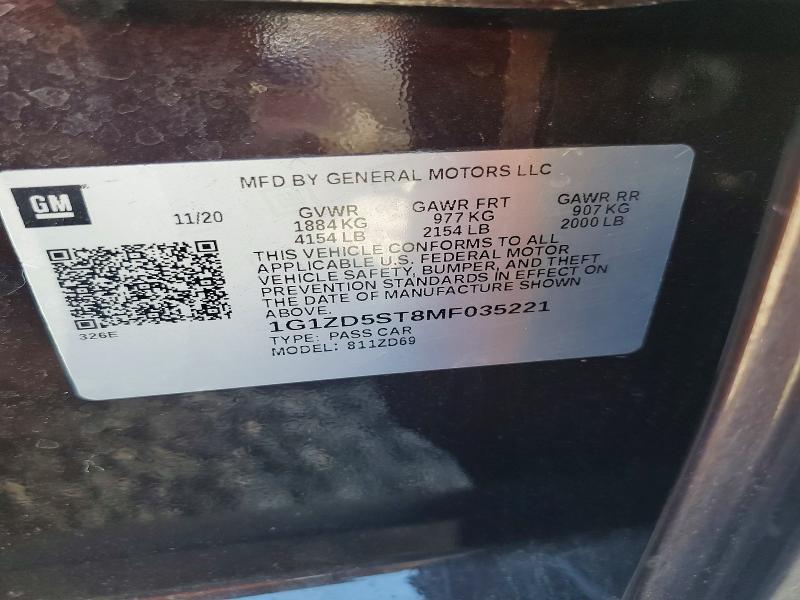 MFD BY GENERAL MOTORS LLC
GM
11/20
GVWR
1884 KG
4154 LB
GAWR FRT
977 KG
2154 LB
GAWR RR
907 KG
2000 LB
THIS VEHICLE CONFORMS TO ALL
APPLICABLE U.S. FEDERAL MOTOR
VEHICLE SAFETY, BUMPER, AND THEFT
PREVENTION STANDARDS IN EFFECT ON
THE DATE OF MANUFACTURE SHOWN
ABOVE.
1G1ZD5ST8MF035221
TYPE: PASS CAR
MODEL: 811ZD69
326E